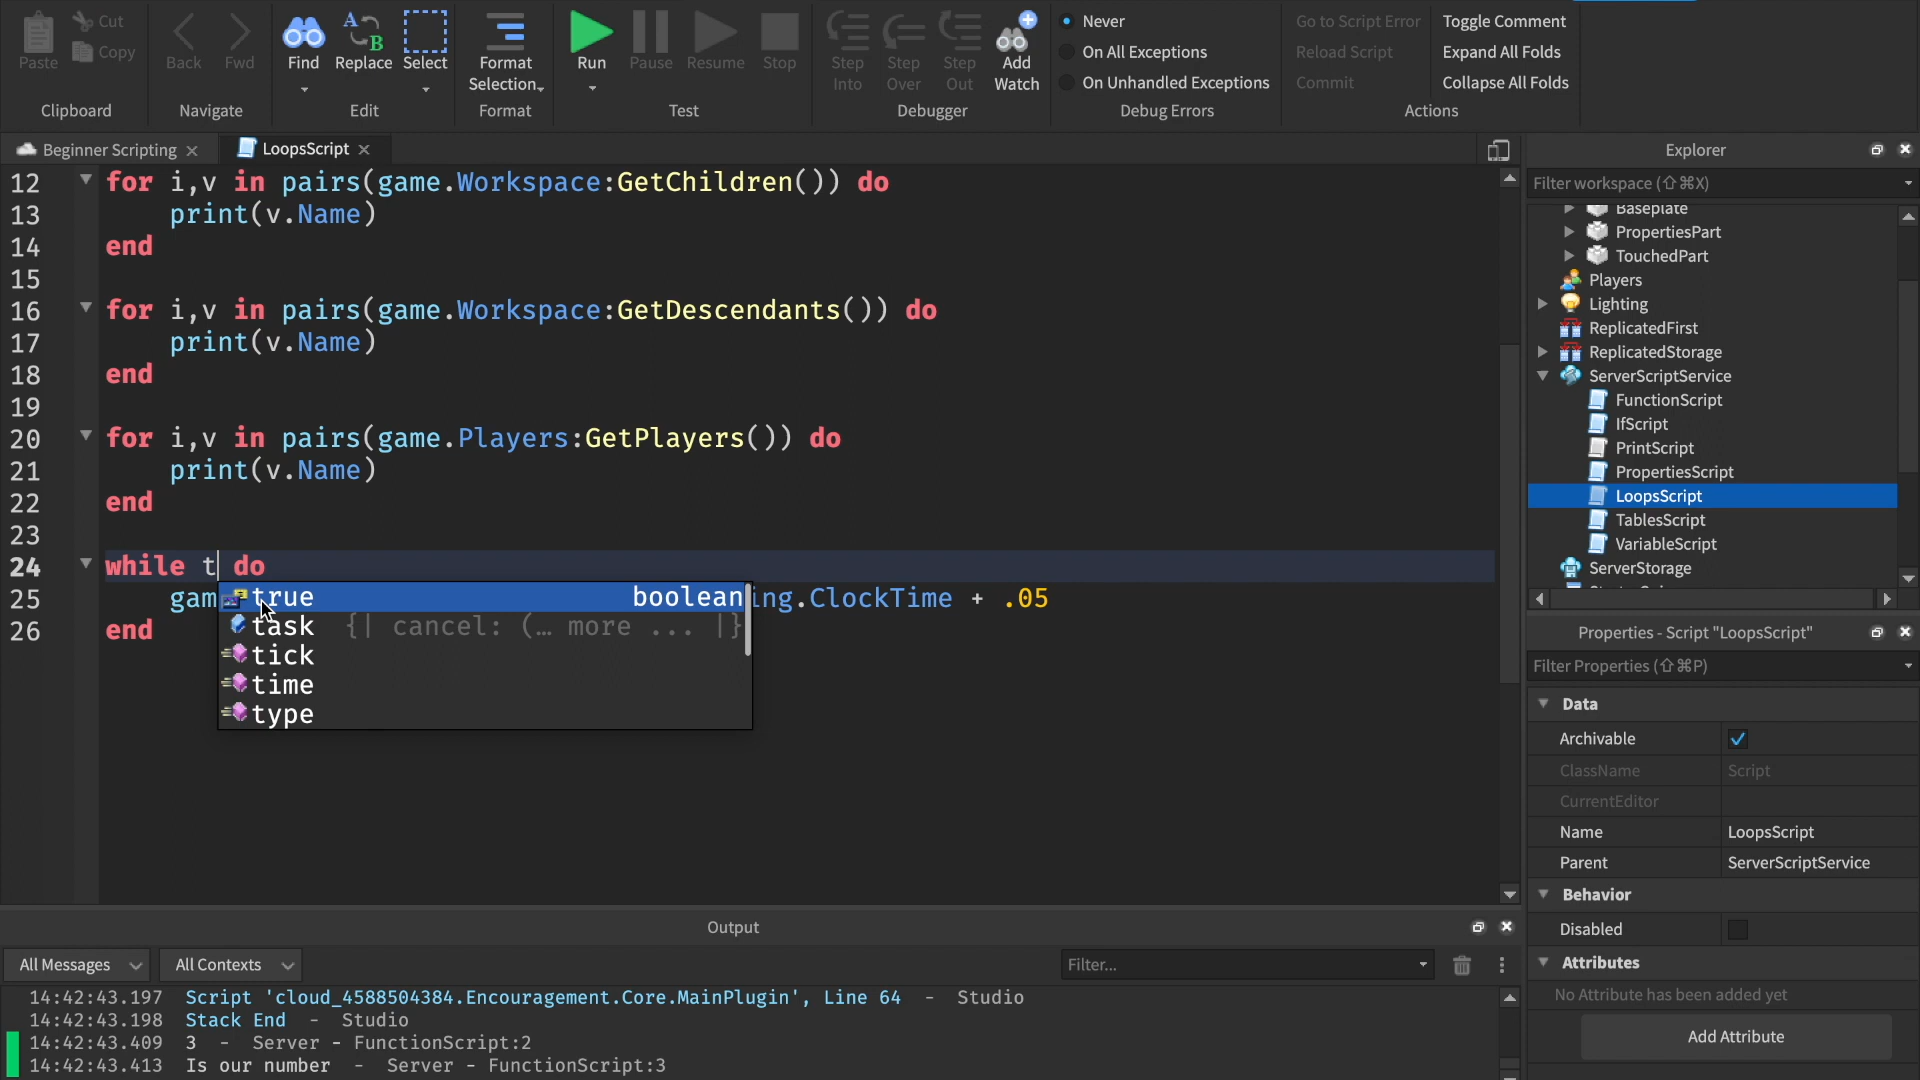 Paste
Cut
Copy
Clipboard
Back
Fwd
Navigate
Find
Replace
Select
Edit
Format
Selection
Format
Run
Pause
Resume
Stop
Test
Step
Into
Step
Over
Step
Out
Add
Watch
Debugger
Never
On All Exceptions
On Unhandled Exceptions
Debug Errors
Go to Script Error
Reload Script
Commit
Toggle Comment
Expand All Folds
Collapse All Folds
Actions
Beginner Scripting
LoopsScript
12 for i,v in pairs(game.Workspace:GetChildren()) do
13 print(v.Name)
14 end
15
16 for i,v in pairs(game.Workspace:GetDescendants()) do
17 print(v.Name)
18 end
19
20 for i,v in pairs(game.Players:GetPlayers()) do
21 print(v.Name)
22 end
23
24 while t do
25 gam ing.ClockTime + .05
26 end
true boolean
task {| cancel: (… more ... |}
tick
time
type
Explorer
Filter workspace (⇧⌘X)
Baseplate
PropertiesPart
TouchedPart
Players
Lighting
ReplicatedFirst
ReplicatedStorage
ServerScriptService
FunctionScript
IfScript
PrintScript
PropertiesScript
LoopsScript
TablesScript
VariableScript
ServerStorage
Properties - Script "LoopsScript"
Filter Properties (⇧⌘P)
Data
Archivable
ClassName Script
CurrentEditor
Name LoopsScript
Parent ServerScriptService
Behavior
Disabled
Attributes
No Attribute has been added yet
Add Attribute
Output
All Messages
All Contexts
Filter...
14:42:43.197 Script 'cloud_4588504384.Encouragement.Core.MainPlugin', Line 64 - Studio
14:42:43.198 Stack End - Studio
14:42:43.409 3 - Server - FunctionScript:2
14:42:43.413 Is our number - Server - FunctionScript:3